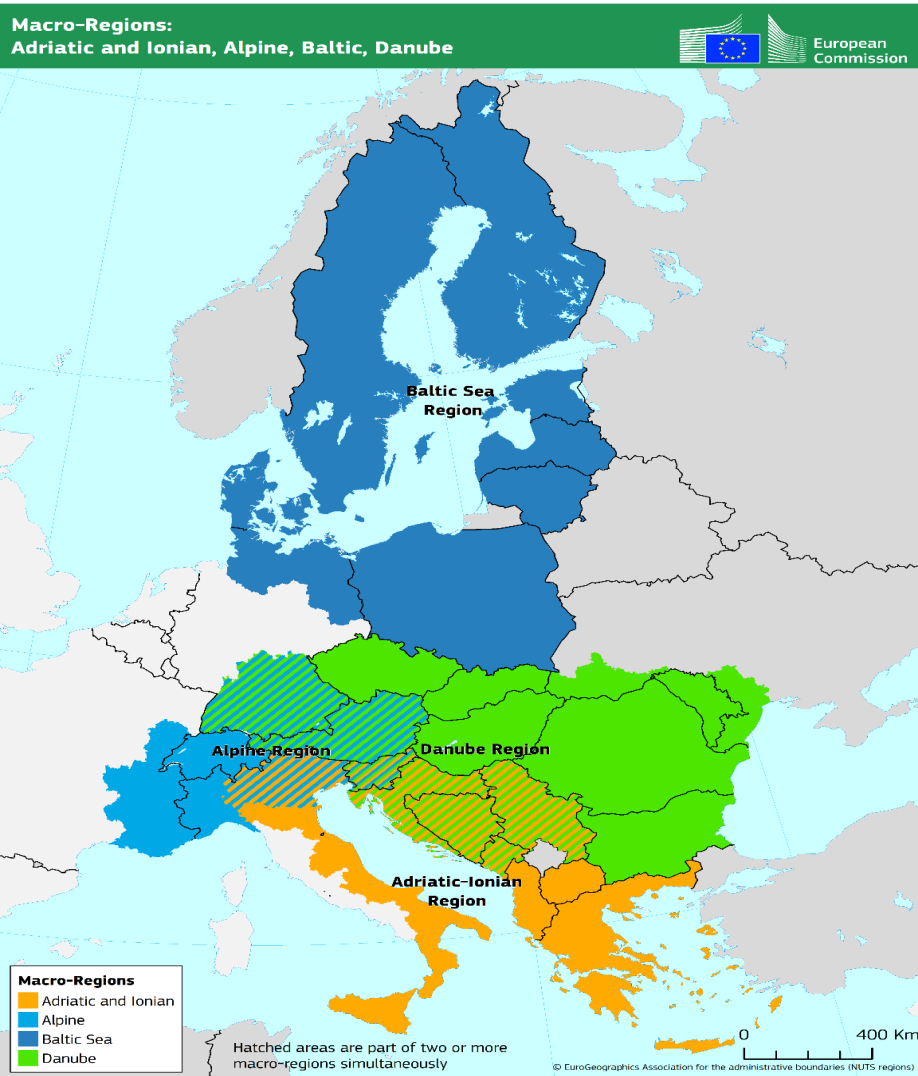 Macro-Regions:
Adriatic and Ionian, Alpine, Baltic, Danube
European
Commission
Baltic Sea
Region
Alpine Region
Danube Region
Adriatic-Ionian
Region
Macro-Regions
Adriatic and Ionian
Alpine
Baltic Sea
Danube
Hatched areas are part of two or more
macro-regions simultaneously
0 400 Km
© EuroGeographics Association for the administrative boundaries (NUTS regions)